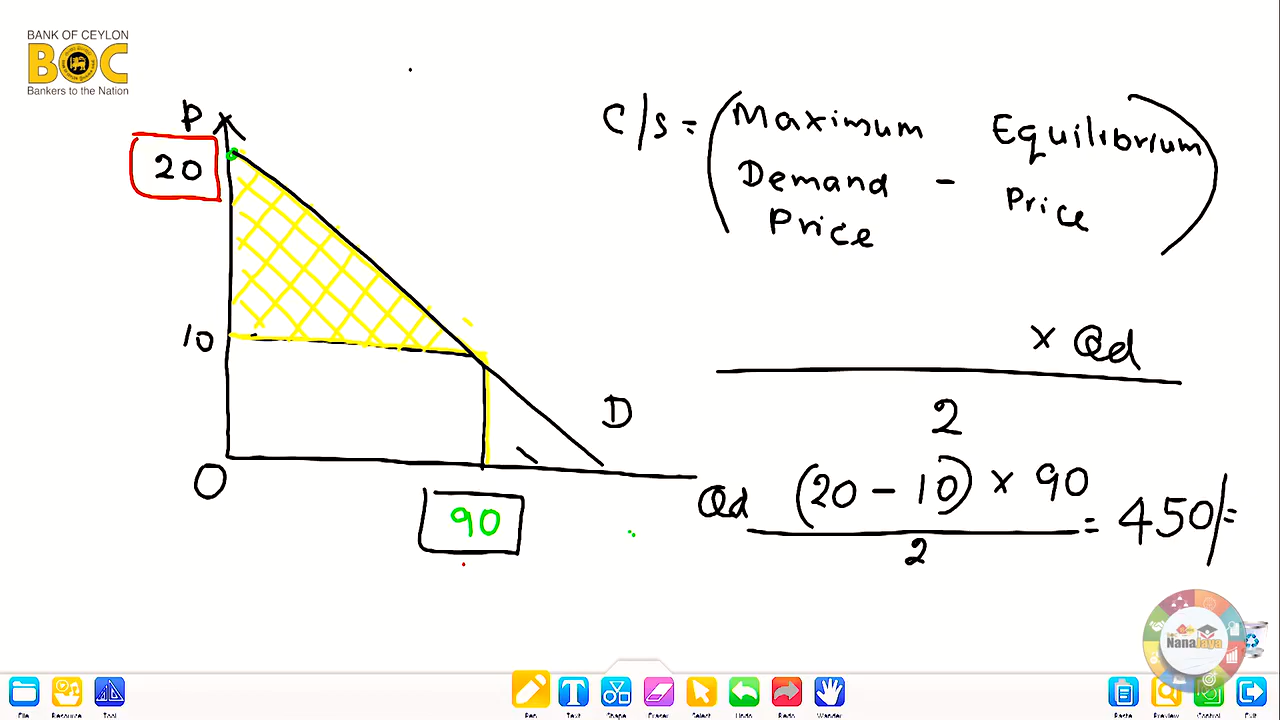 BANK OF CEYLON
BOC
Bankers to the Nation
P
20
10
O
90
D
Qd
C/S = (Maximum Demand Price - Equilibrium Price)
x Qd
2
(20 - 10) x 90
2
= 450/=
NanaJaya
File
Resource
Tool
Pen
Text
Shape
Eraser
Select
Undo
Redo
Wander
Paste
Preview
Control
Exit